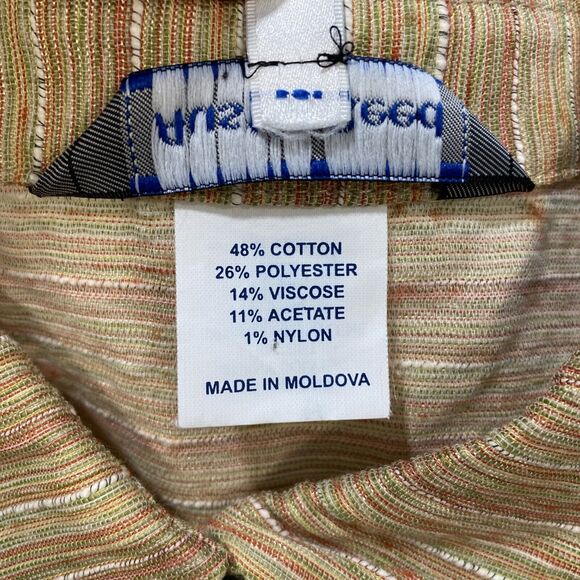 48% COTTON
26% POLYESTER
14% VISCOSE
11% ACETATE
1% NYLON
MADE IN MOLDOVA